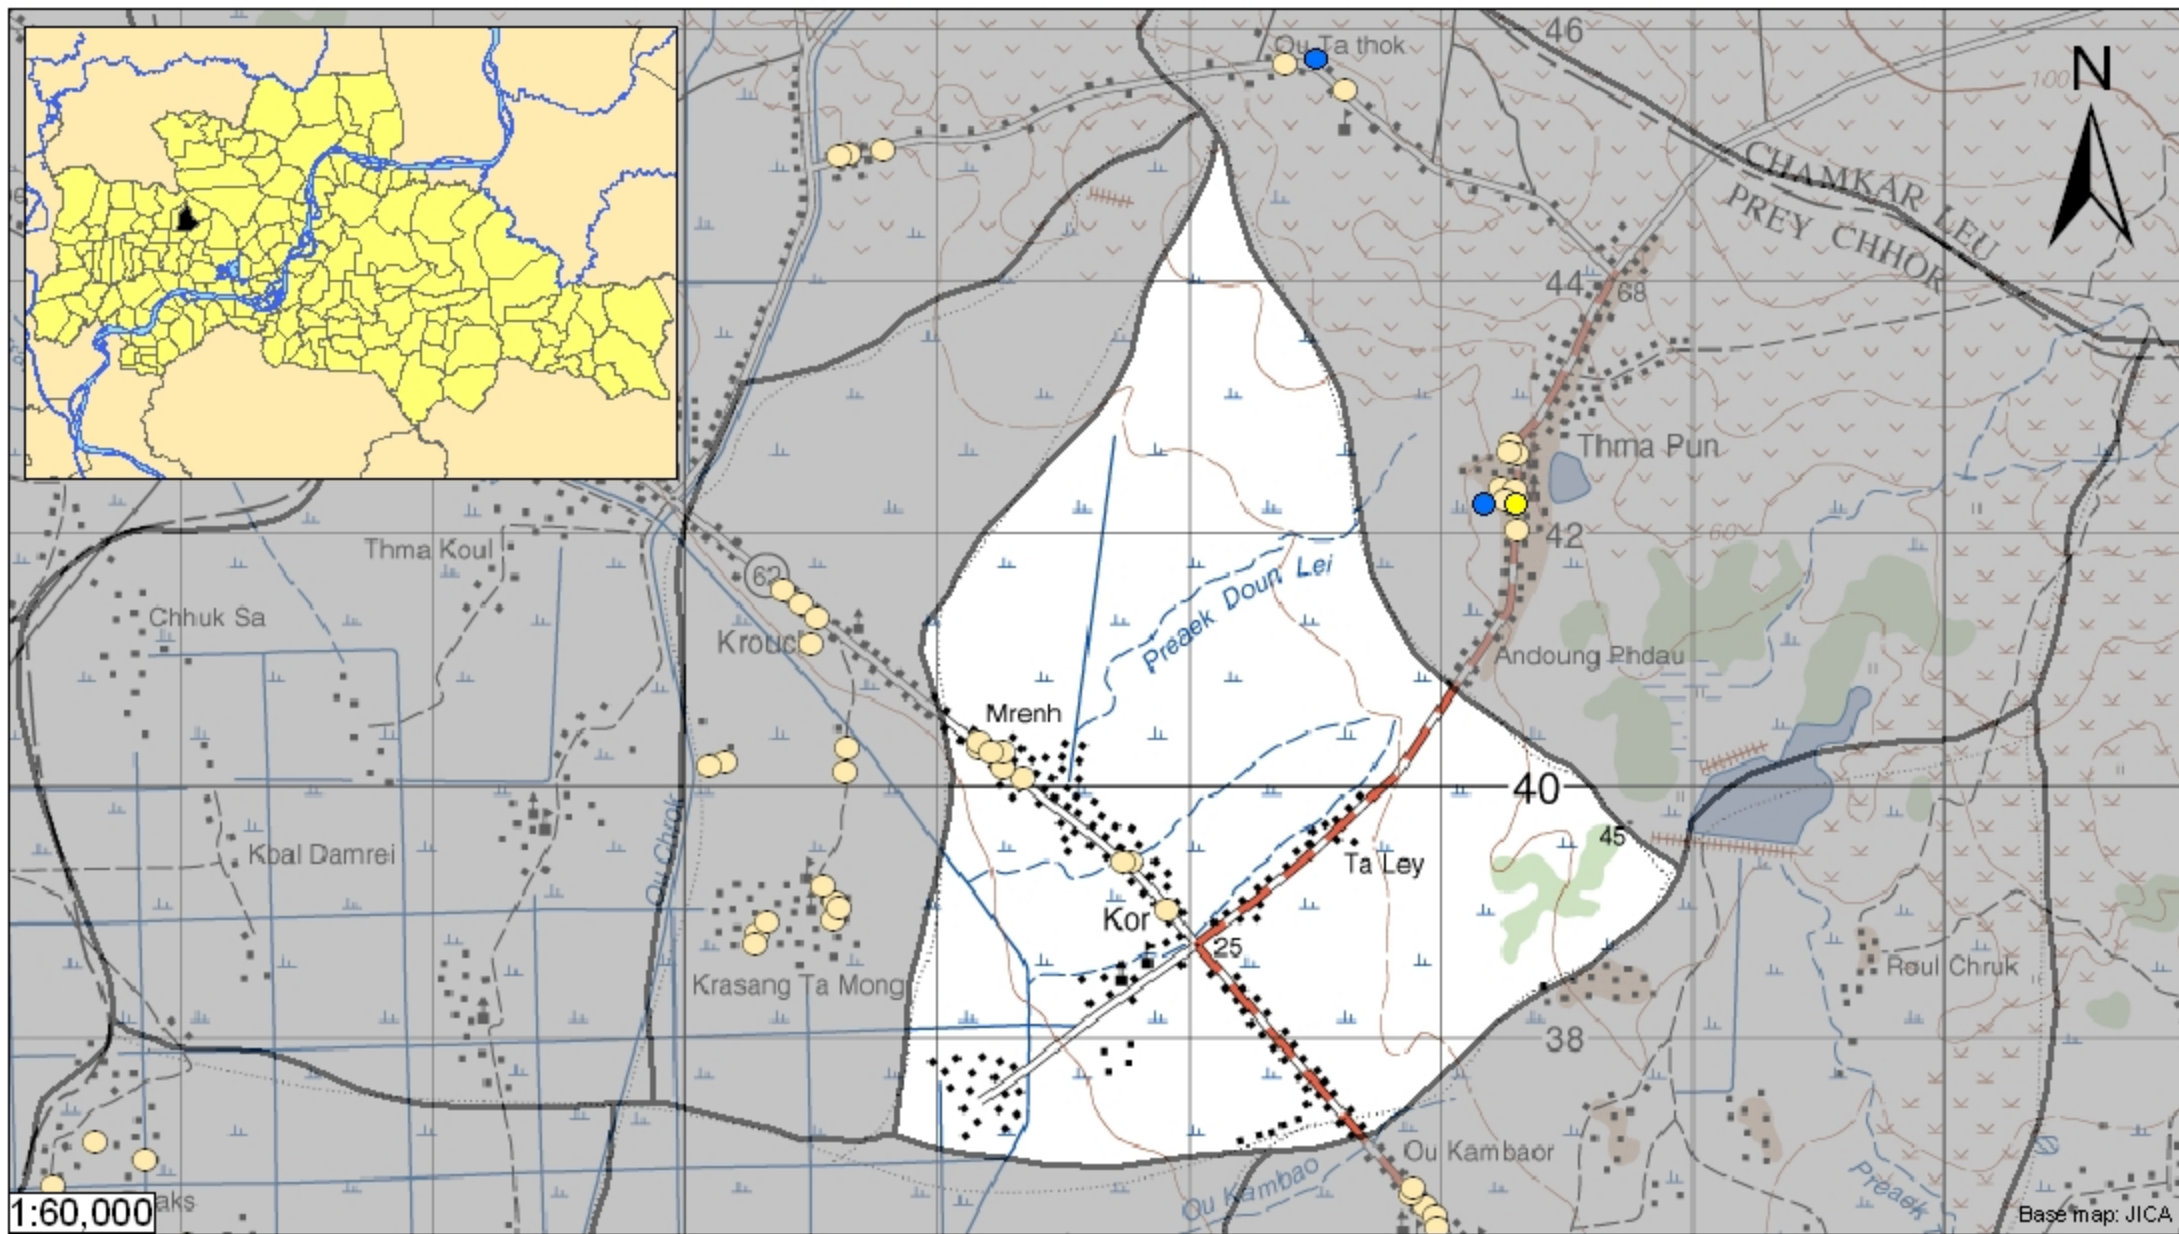 46
Ou Ta thok
100
N
CHAMKAR LEU
PREY CHHOR
44
68
Thma Pun
42
60
Thma Koul
62
Chhuk Sa
Krouch
Preaek Doun Lei
Andoung Phdau
Mrenh
40
45
Ou Chrok
Kbal Damrei
Ta Ley
Kor
25
Krasang Ta Mong
Roul Chruk
38
Ou Kambaor
Ou Kambao
Preaek
aks
1:60,000
Base map: JICA